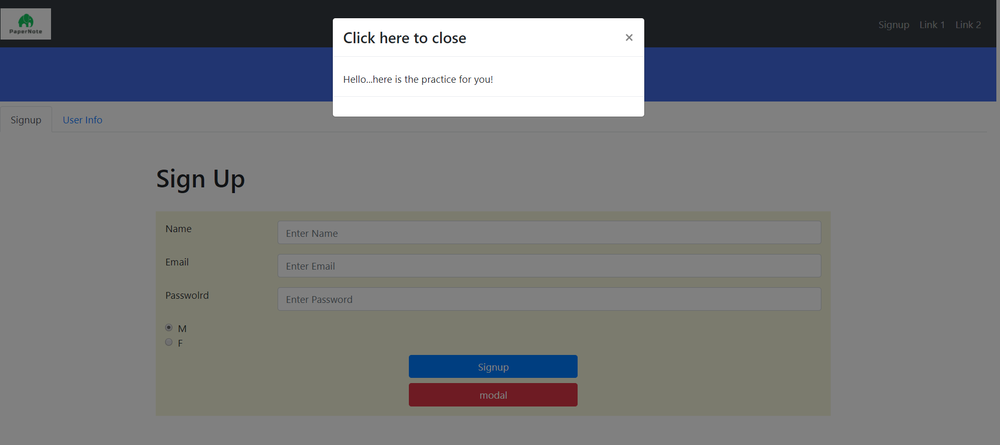 PaperNote
Signup Link 1 Link 2
Click here to close ×
Hello...here is the practice for you!
Signup User Info
Sign Up
Name Enter Name
Email Enter Email
Passwolrd Enter Password
M
F
Signup
modal